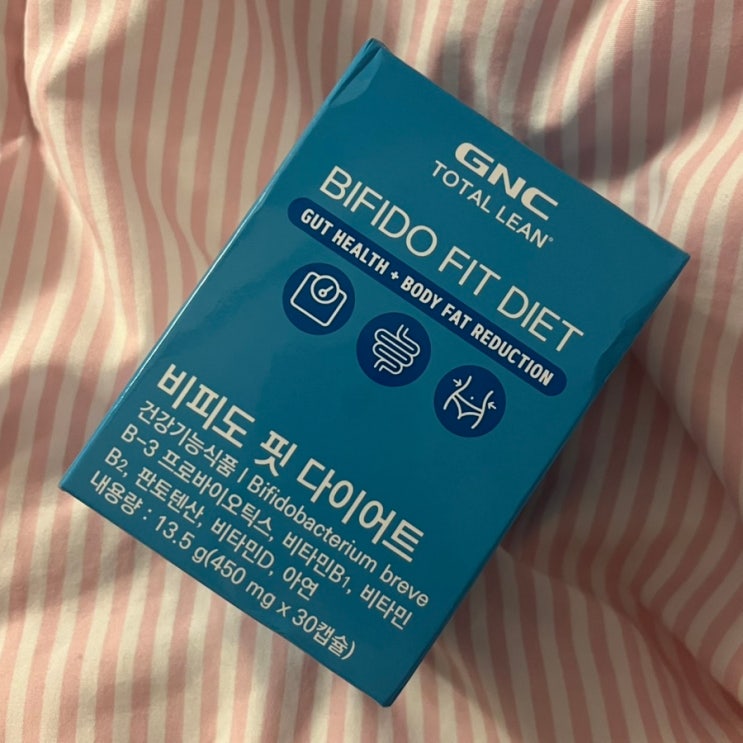 GNC
TOTAL LEAN®
BIFIDO FIT DIET
GUT HEALTH + BODY FAT REDUCTION
비피도 핏 다이어트
건강기능식품 | Bifidobacterium breve
B-3 프로바이오틱스, 비타민B1, 비타민
B2, 판토텐산, 비타민D, 아연
내용량 : 13.5 g(450 mg x 30캡슐)